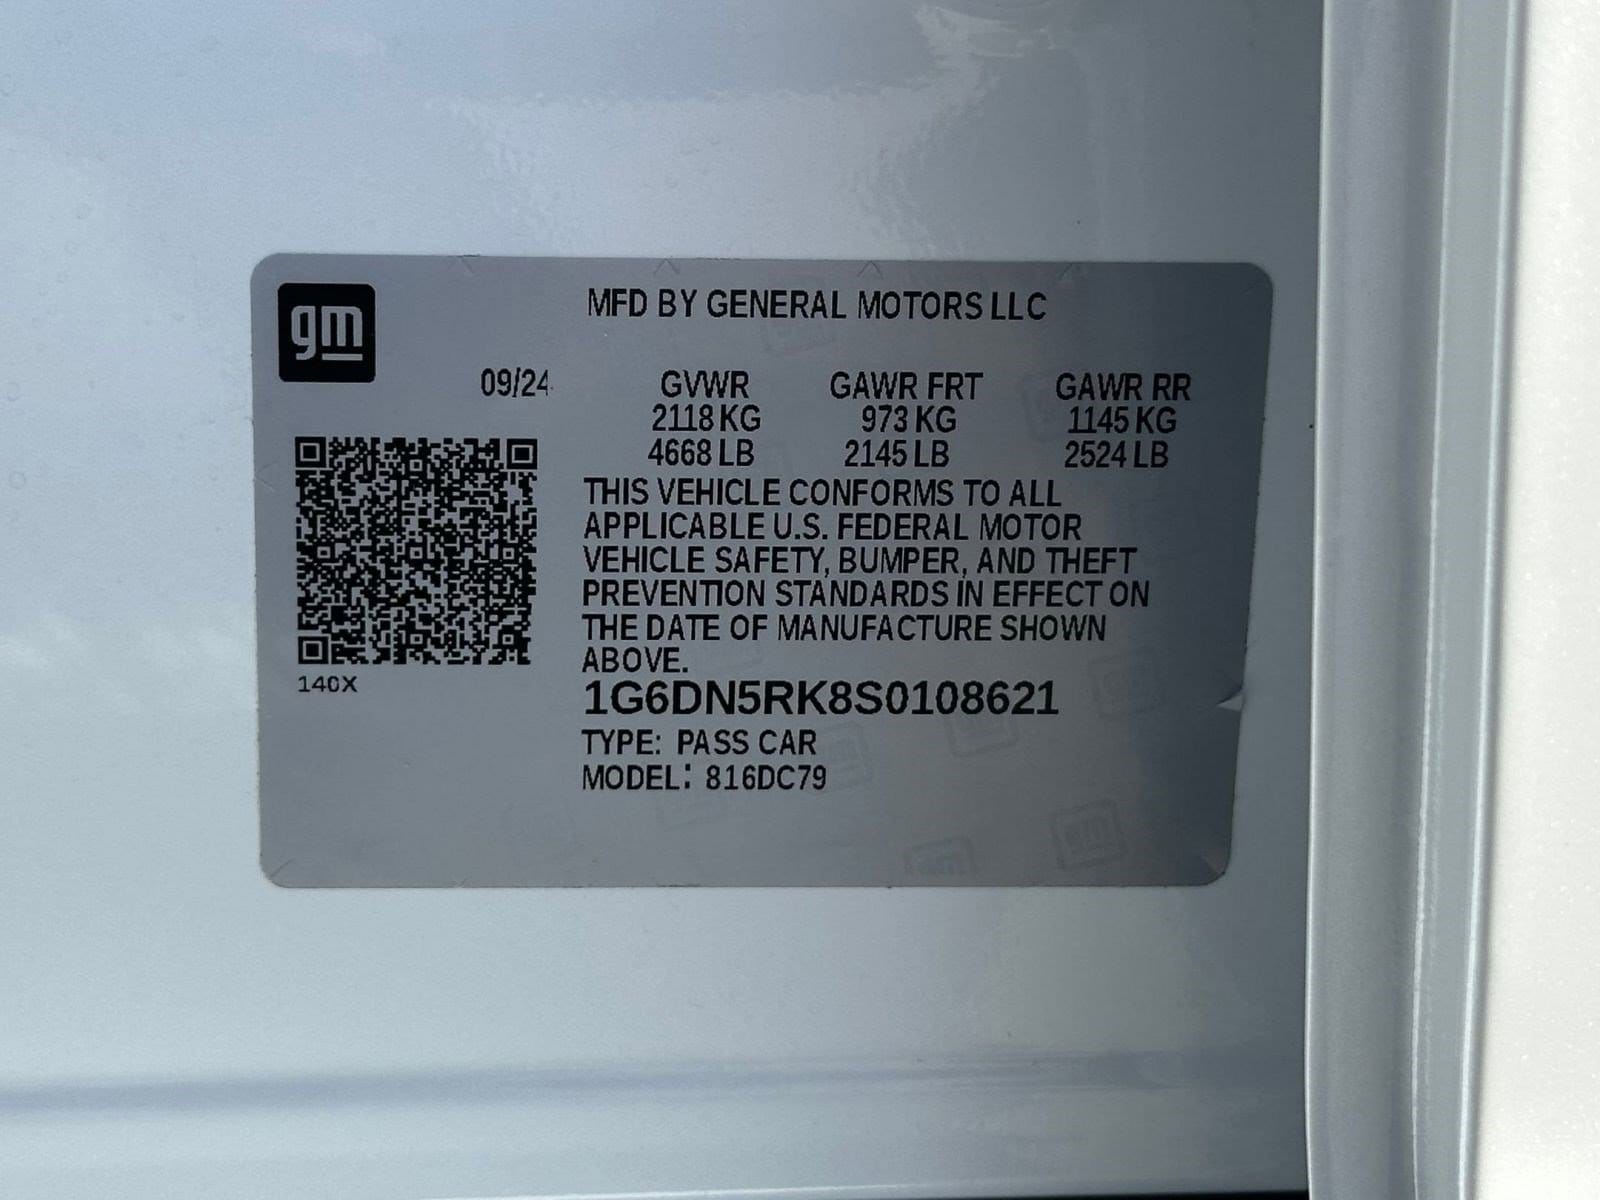 gm
MFD BY GENERAL MOTORS LLC
09/24 GVWR GAWR FRT GAWR RR
2118 KG 973 KG 1145 KG
4668 LB 2145 LB 2524 LB
THIS VEHICLE CONFORMS TO ALL
APPLICABLE U.S. FEDERAL MOTOR
VEHICLE SAFETY, BUMPER, AND THEFT
PREVENTION STANDARDS IN EFFECT ON
THE DATE OF MANUFACTURE SHOWN
ABOVE.
140X
1G6DN5RK8S0108621
TYPE: PASS CAR
MODEL: 816DC79